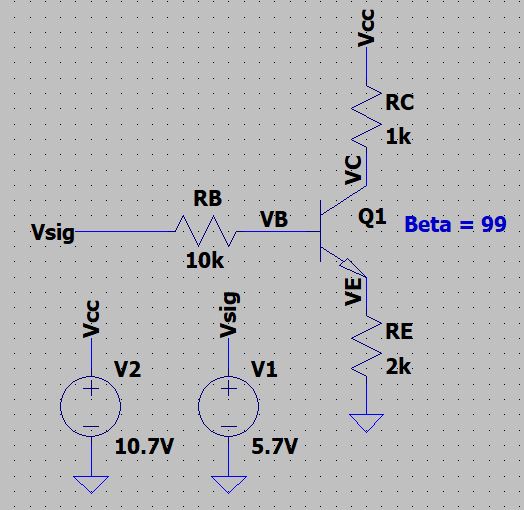 Vcc
RC
1k
VC
RB
VB
Q1
Beta = 99
Vsig
10k
VE
Vcc
Vsig
RE
2k
V2
V1
10.7V
5.7V